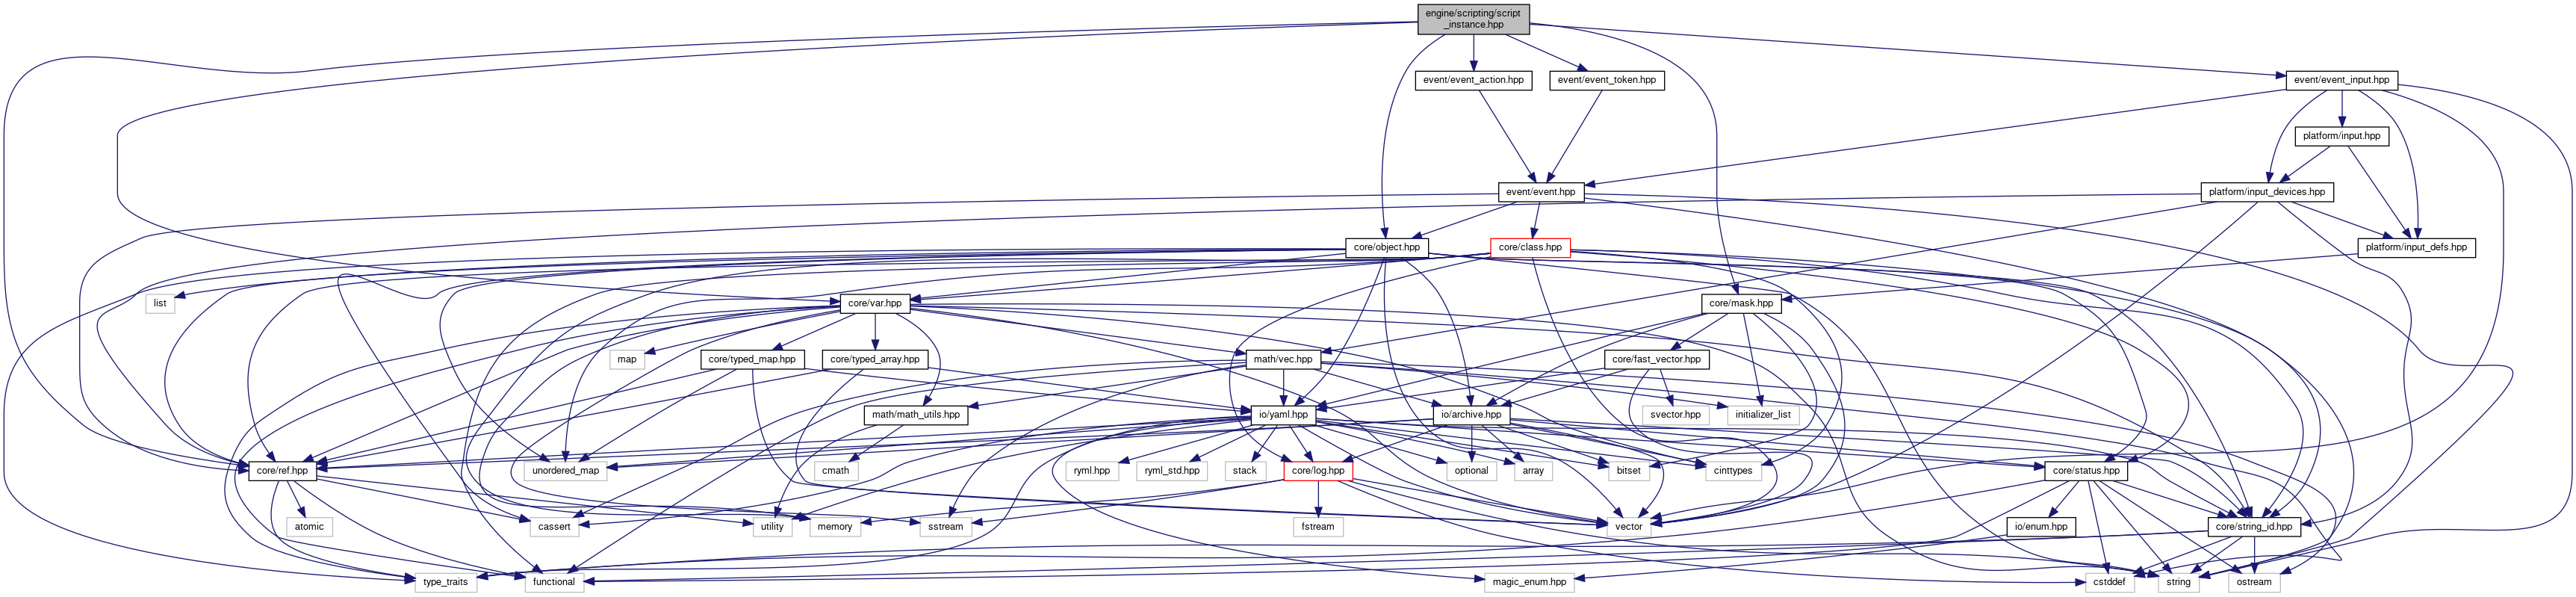 engine/scripting/script
_instance.hpp
event/event_action.hpp
event/event_token.hpp
event/event_input.hpp
platform/input.hpp
event/event.hpp
platform/input_devices.hpp
core/object.hpp
core/class.hpp
platform/input_defs.hpp
list
core/var.hpp
core/mask.hpp
map
core/typed_map.hpp
core/typed_array.hpp
math/vec.hpp
core/fast_vector.hpp
math/math_utils.hpp
io/yaml.hpp
io/archive.hpp
svector.hpp
initializer_list
core/ref.hpp
unordered_map
cmath
ryml.hpp
ryml_std.hpp
stack
core/log.hpp
optional
array
bitset
cinttypes
core/status.hpp
atomic
cassert
utility
memory
sstream
fstream
vector
io/enum.hpp
core/string_id.hpp
type_traits
functional
magic_enum.hpp
cstddef
string
ostream